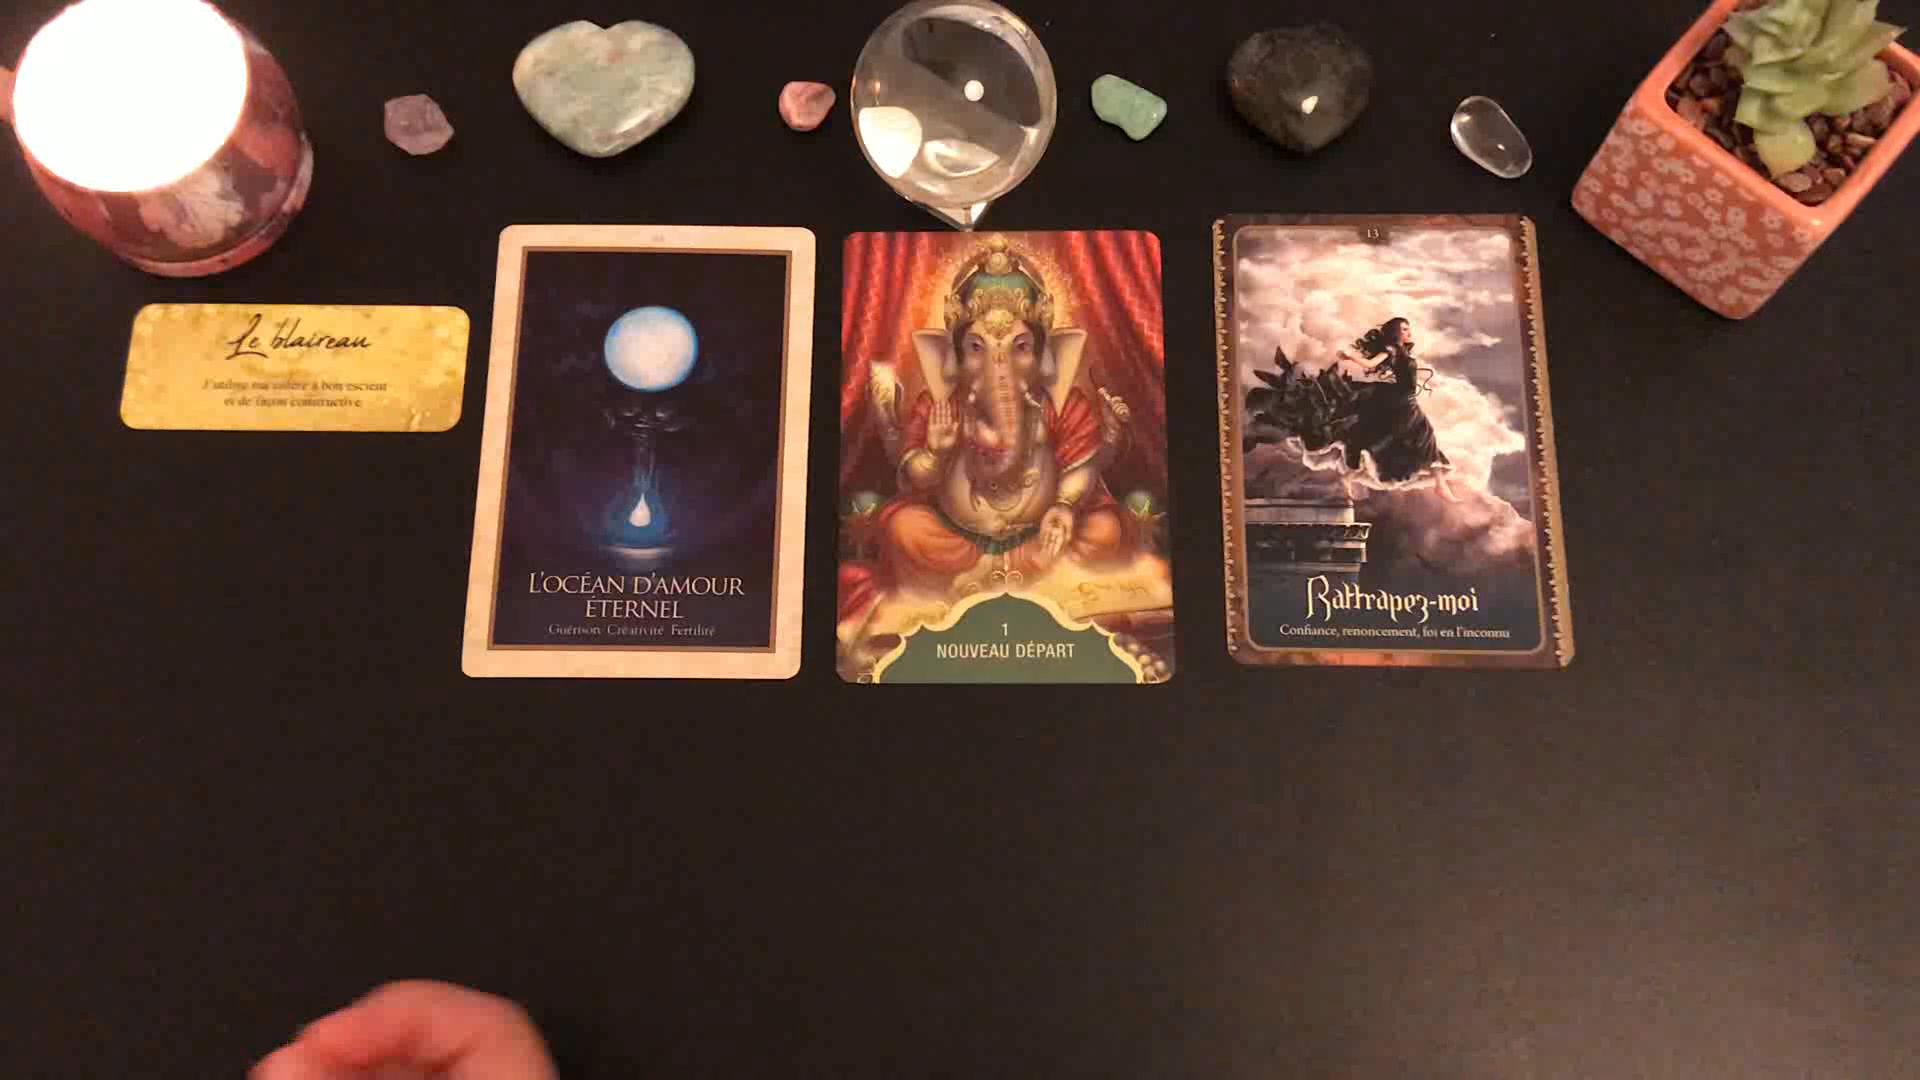 Le blaireau
J'utilise ma colère à bon escient
et de façon constructive.
L'OCÉAN D'AMOUR
ÉTERNEL
Guérison Créativité Fertilité
1
NOUVEAU DÉPART
13
Rattrapez-moi
Confiance, renoncement, foi en l'inconnu